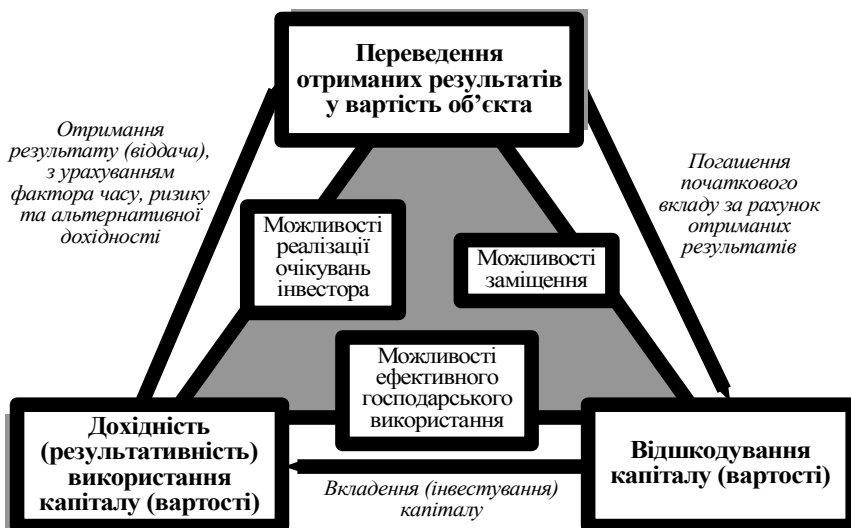 Переведення
отриманих результатів
у вартість об’єкта
Отримання
результату (віддача),
з урахуванням
фактора часу, ризику
та альтернативної
дохідності
Погашення
початкового
вкладу за рахунок
отриманих
результатів
Можливості
реалізації
очікувань
інвестора
Можливості
заміщення
Можливості
ефективного
господарського
використання
Дохідність
(результативність)
використання
капіталу (вартості)
Відшкодування
капіталу (вартості)
Вкладення (інвестування)
капіталу